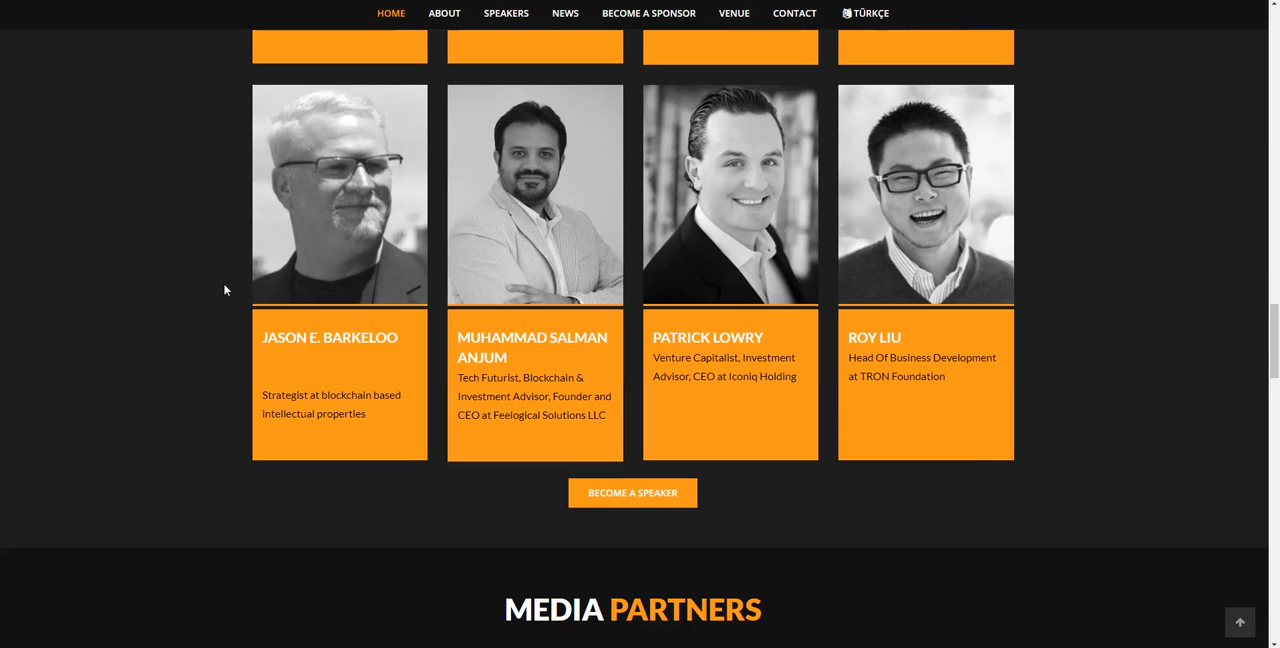 HOME ABOUT SPEAKERS NEWS BECOME A SPONSOR VENUE CONTACT TÜRKÇE
JASON E. BARKELOO
Strategist at blockchain based
intellectual properties
MUHAMMAD SALMAN
ANJUM
Tech Futurist, Blockchain &
Investment Advisor, Founder and
CEO at Feelogical Solutions LLC
PATRICK LOWRY
Venture Capitalist, Investment
Advisor, CEO at Iconiq Holding
ROY LIU
Head Of Business Development
at TRON Foundation
BECOME A SPEAKER
MEDIA PARTNERS